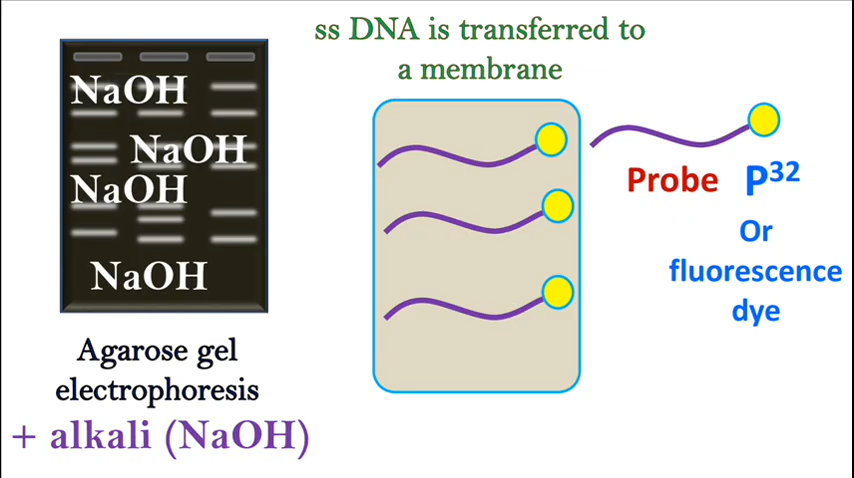 ss DNA is transferred to
a membrane
NaOH
NaOH
NaOH
NaOH
Agarose gel
electrophoresis
+ alkali (NaOH)
Probe P³²
Or
fluorescence
dye